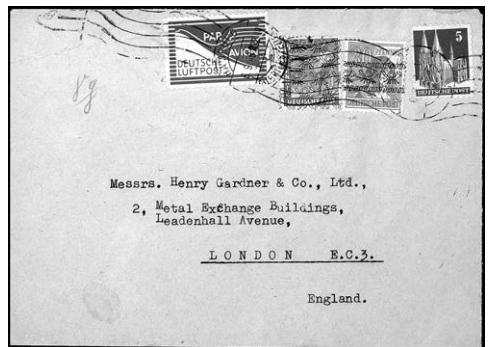 PAR
AVION
DEUTSCHE
LUFTPOST
5
DEUTSCHE POST
8g
Messrs. Henry Gardner & Co., Ltd.,
2, Metal Exchange Buildings,
Leadenhall Avenue,
LONDON E.C.3.
England.